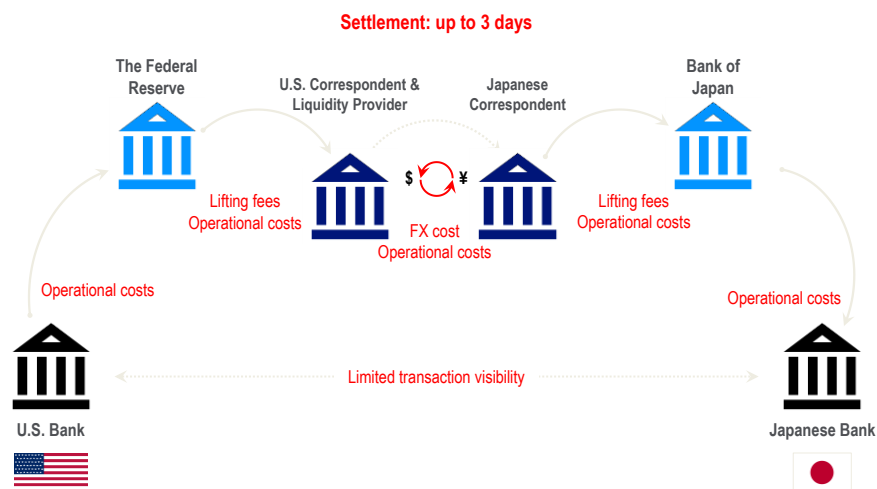 Settlement: up to 3 days
The Federal
Reserve
U.S. Correspondent &
Liquidity Provider
Japanese
Correspondent
Bank of
Japan
$
¥
Lifting fees
Operational costs
FX cost
Operational costs
Lifting fees
Operational costs
Operational costs
Operational costs
Limited transaction visibility
U.S. Bank
Japanese Bank